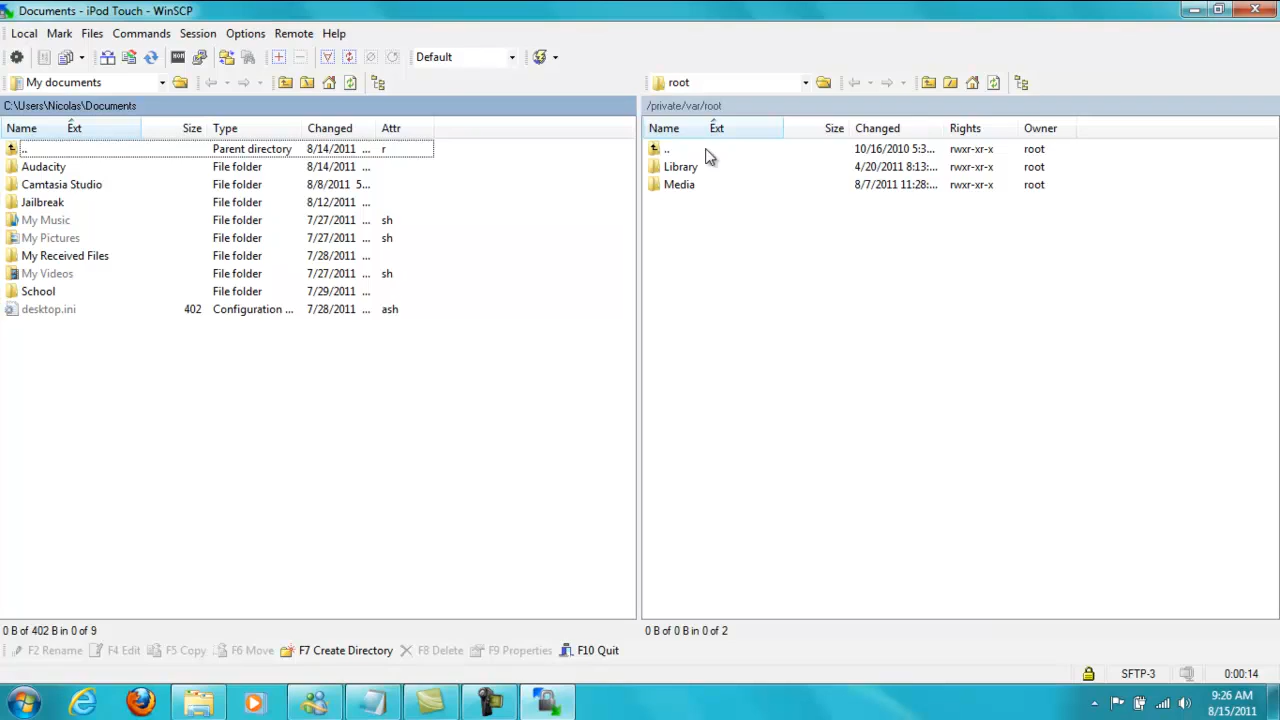 Documents - iPod Touch - WinSCP
Local Mark Files Commands Session Options Remote Help
Default
My documents root
C:\Users\Nicolas\Documents /private/var/root
Name Ext Size Type Changed Attr Name Ext Size Changed Rights Owner
.. Parent directory 8/14/2011 ... r .. 10/16/2010 5:3... rwxr-xr-x root
Audacity File folder 8/14/2011 ... Library 4/20/2011 8:13:... rwxr-xr-x root
Camtasia Studio File folder 8/8/2011 5... Media 8/7/2011 11:28:... rwxr-xr-x root
Jailbreak File folder 8/12/2011 ...
My Music File folder 7/27/2011 ... sh
My Pictures File folder 7/27/2011 ... sh
My Received Files File folder 7/28/2011 ...
My Videos File folder 7/27/2011 ... sh
School File folder 7/29/2011 ...
desktop.ini 402 Configuration ... 7/28/2011 ... ash
0 B of 402 B in 0 of 9 0 B of 0 B in 0 of 2
F2 Rename F4 Edit F5 Copy F6 Move F7 Create Directory F8 Delete F9 Properties F10 Quit
SFTP-3 0:00:14
9:26 AM
8/15/2011